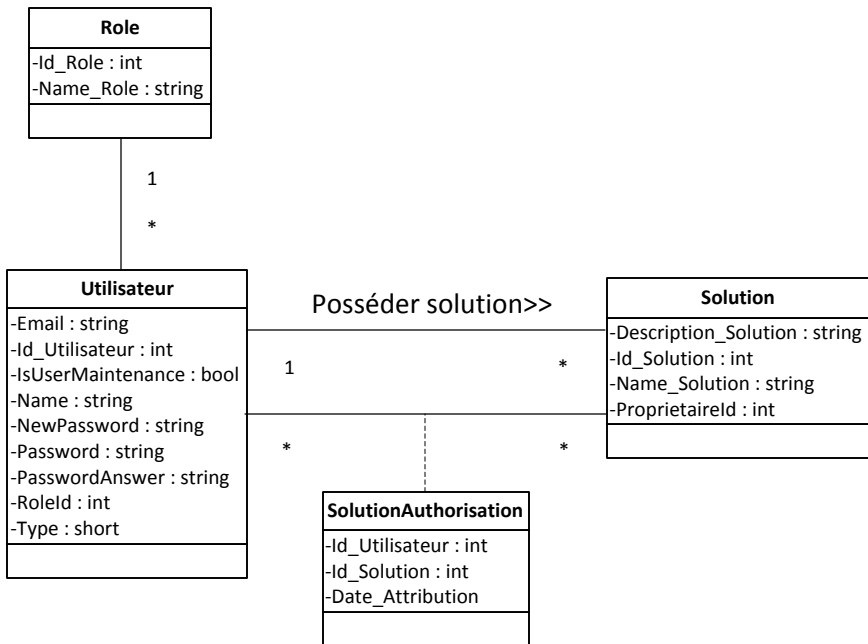 Role
-Id_Role : int
-Name_Role : string
1
*
Utilisateur
-Email : string
-Id_Utilisateur : int
-IsUserMaintenance : bool
-Name : string
-NewPassword : string
-Password : string
-PasswordAnswer : string
-RoleId : int
-Type : short
Posséder solution>>
1
*
*
*
Solution
-Description_Solution : string
-Id_Solution : int
-Name_Solution : string
-ProprietaireId : int
SolutionAuthorisation
-Id_Utilisateur : int
-Id_Solution : int
-Date_Attribution